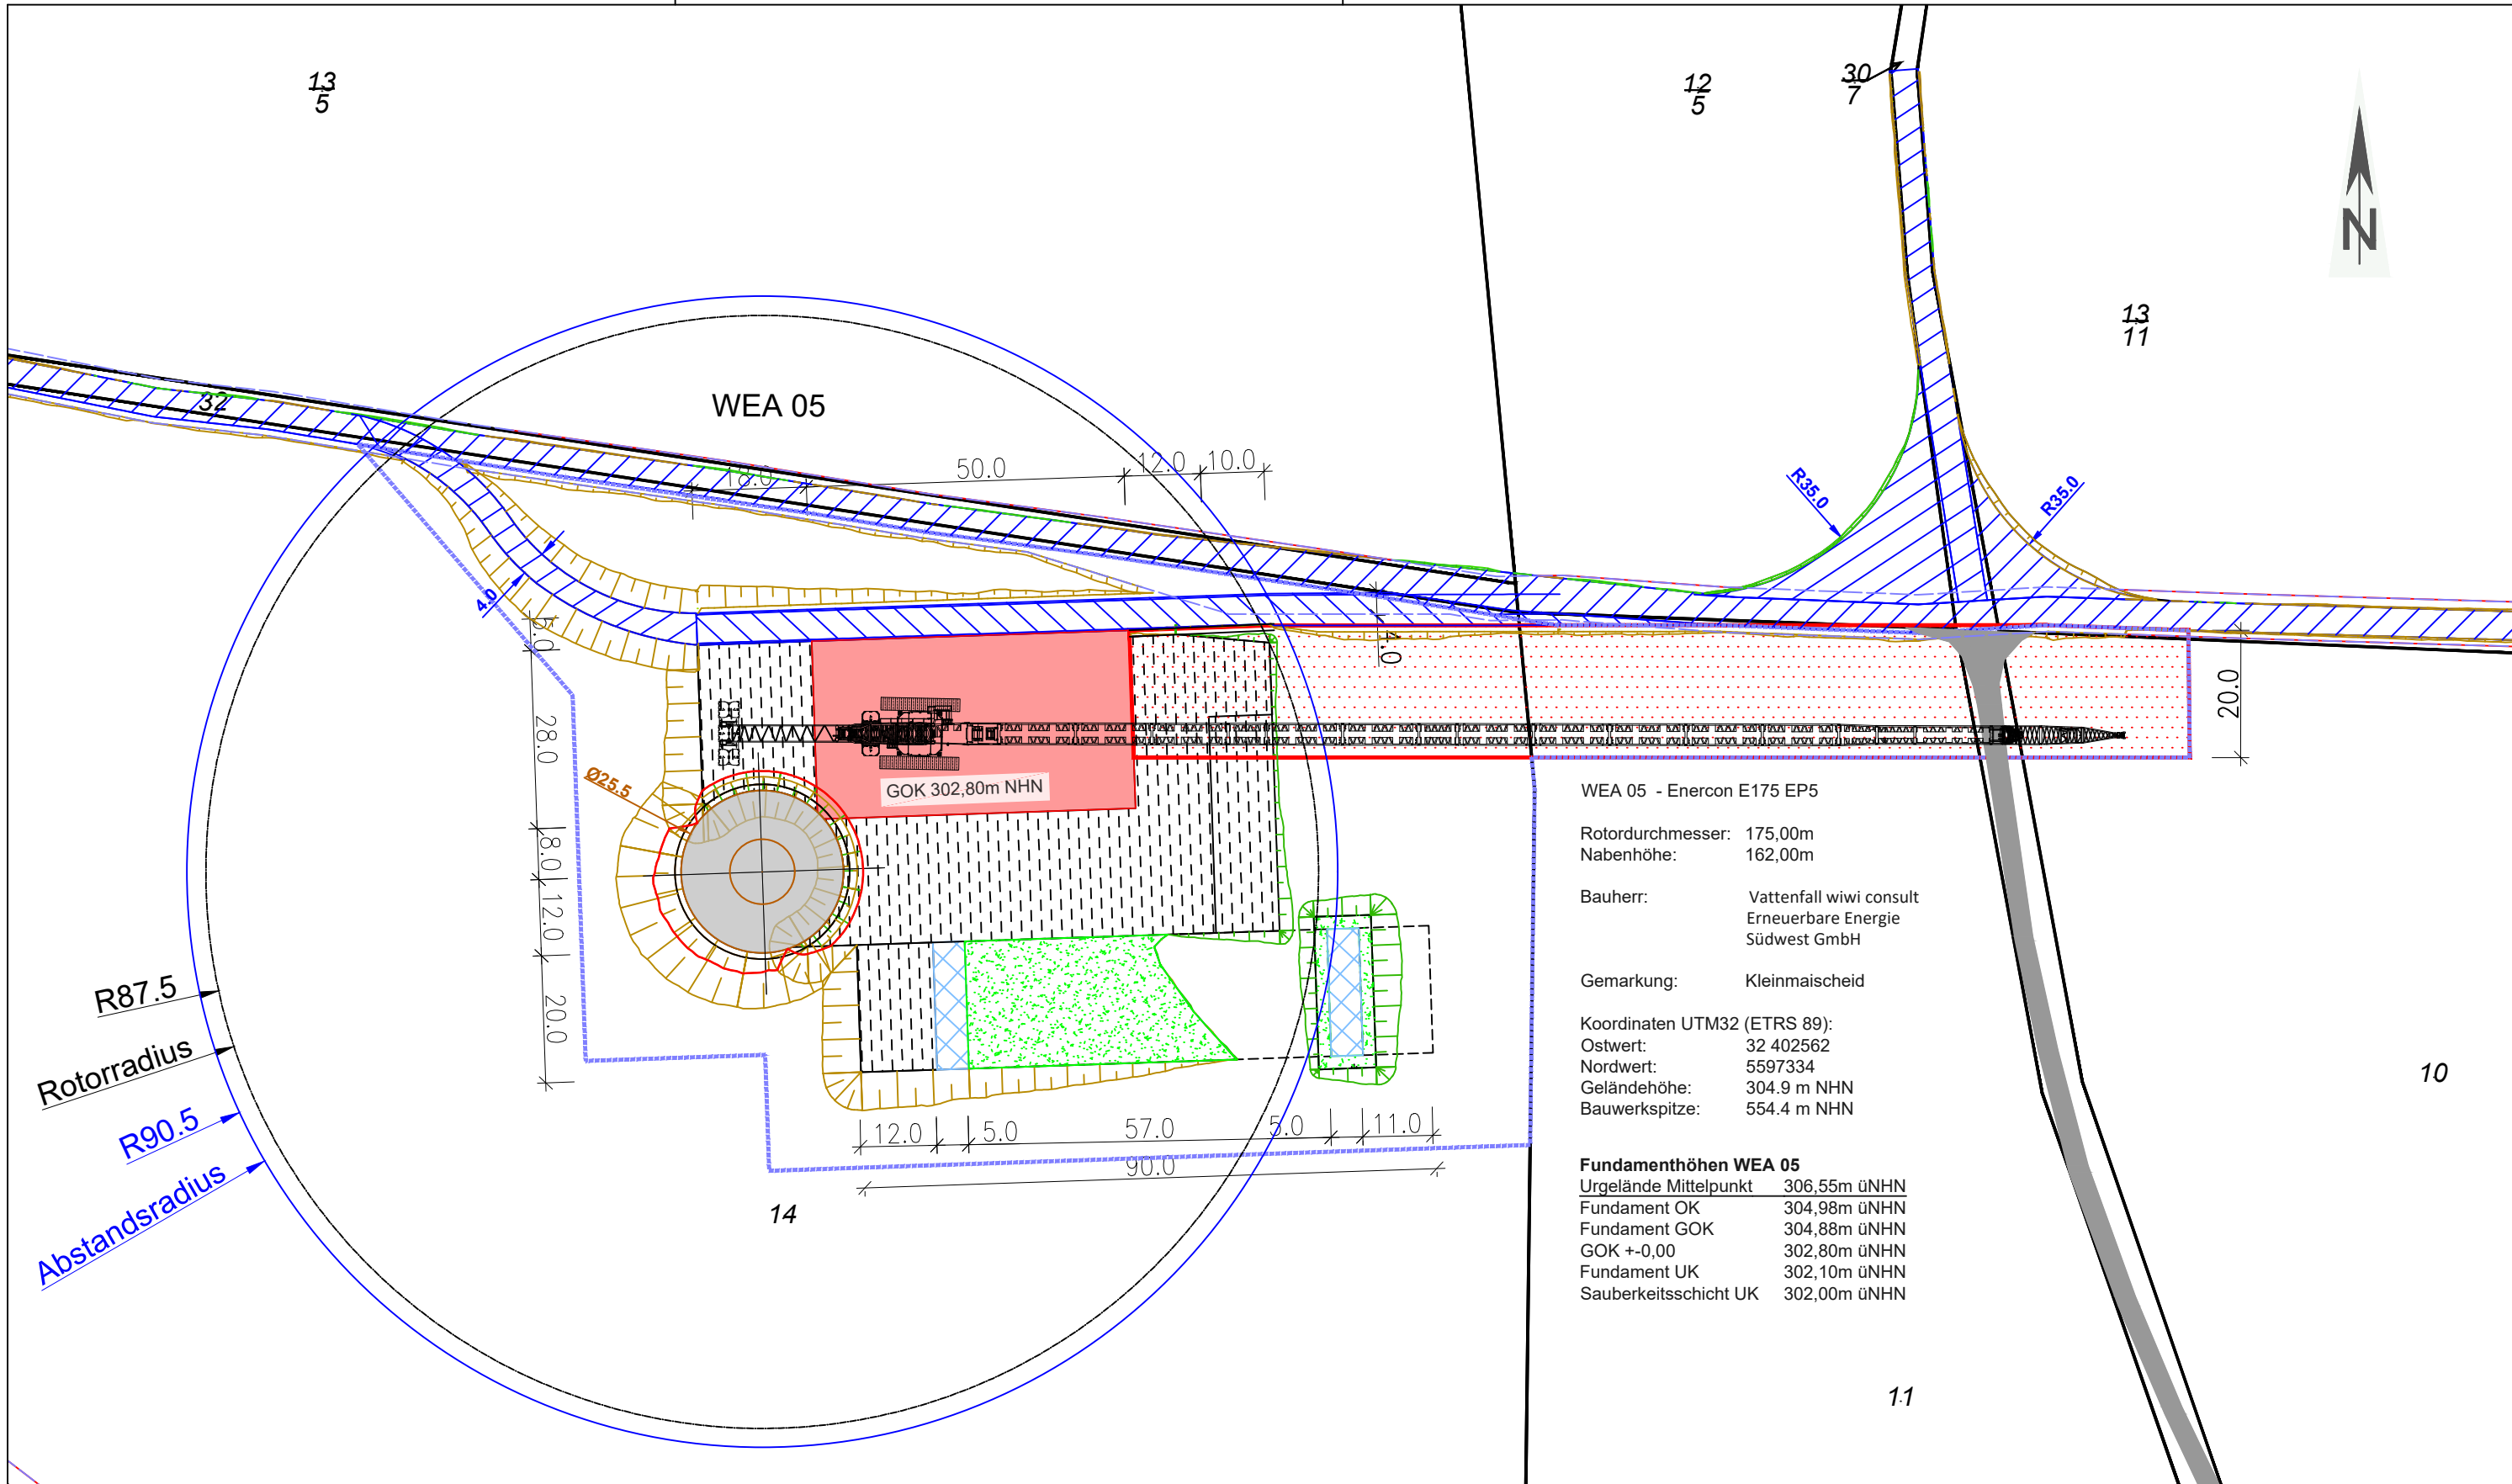 13
5
12
5
30
7
N
13
11
32
WEA 05
18.0
50.0
12.0
10.0
R35.0
R35.0
4.0
5.0
4.0
20.0
28.0
Ø25.5
GOK 302,80m NHN
8.0
12.0
20.0
WEA 05 - Enercon E175 EP5
Rotordurchmesser: 175,00m
Nabenhöhe: 162,00m
Bauherr: Vattenfall wiwi consult
Erneuerbare Energie
Südwest GmbH
Gemarkung: Kleinmaischeid
Koordinaten UTM32 (ETRS 89):
Ostwert: 32 402562
Nordwert: 5597334
Geländehöhe: 304.9 m NHN
Bauwerkspitze: 554.4 m NHN
R87.5
Rotorradius
R90.5
Abstandsradius
12.0
5.0
57.0
5.0
11.0
90.0
14
10
Fundamenthöhen WEA 05
Urgelände Mittelpunkt 306,55m üNHN
Fundament OK 304,98m üNHN
Fundament GOK 304,88m üNHN
GOK +-0,00 302,80m üNHN
Fundament UK 302,10m üNHN
Sauberkeitsschicht UK 302,00m üNHN
11